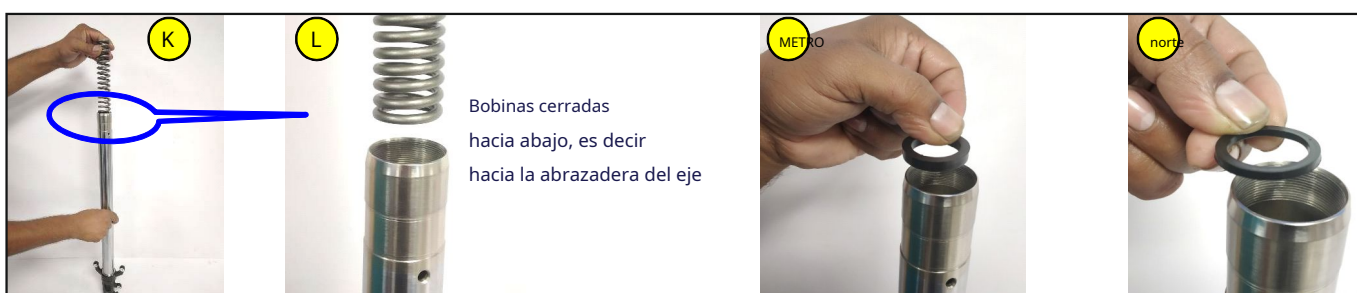 K
L
Bobinas cerradas
hacia abajo, es decir
hacia la abrazadera del eje
METRO
norte